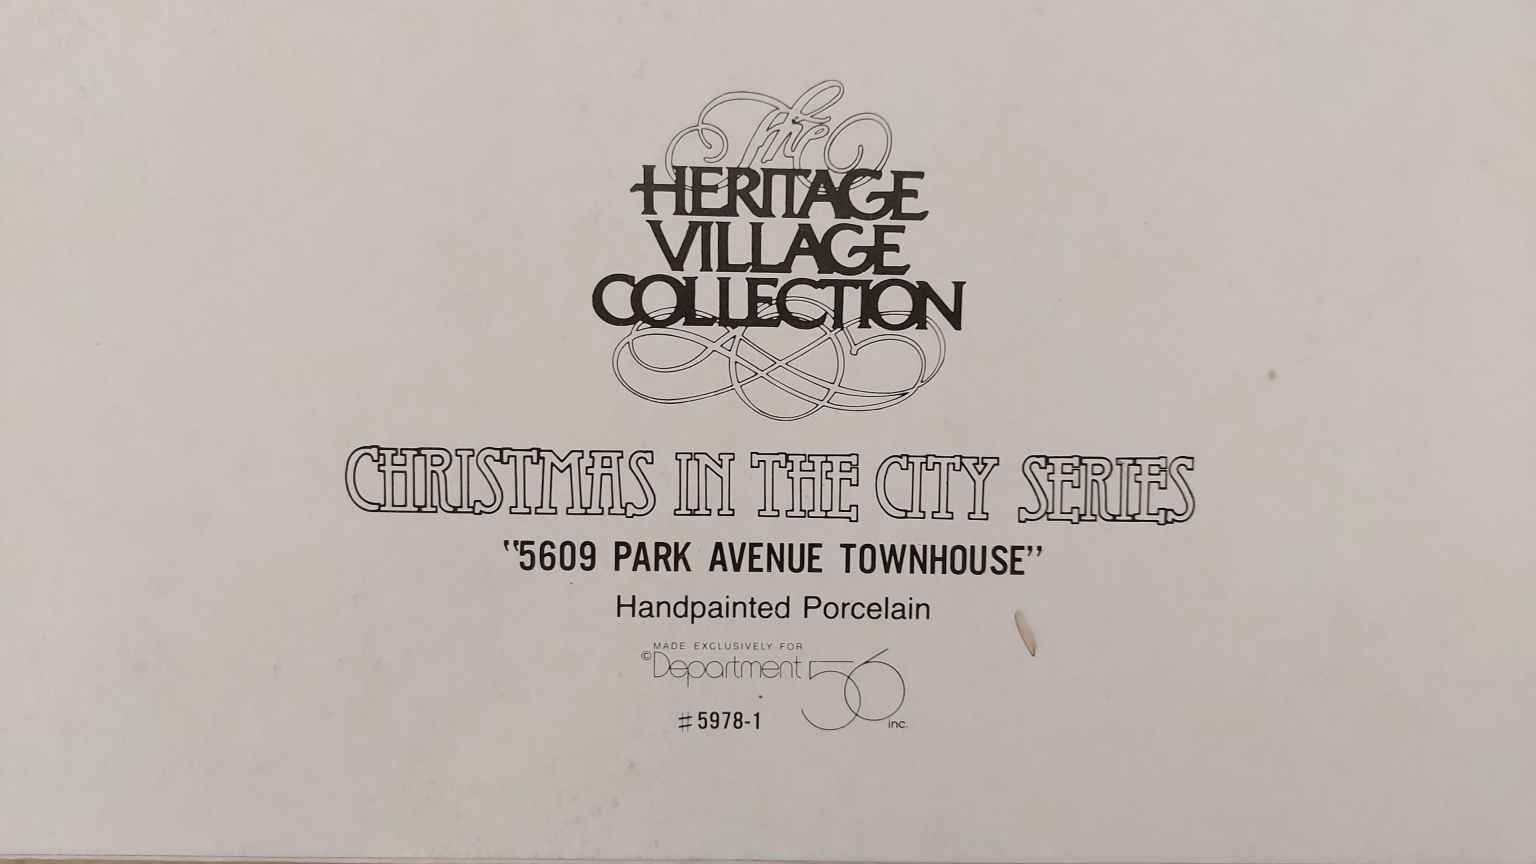 The
HERITAGE
VILLAGE
COLLECTION
CHRISTMAS IN THE CITY SERIES
"5609 PARK AVENUE TOWNHOUSE"
Handpainted Porcelain
MADE EXCLUSIVELY FOR
©Department 56 inc.
#5978-1